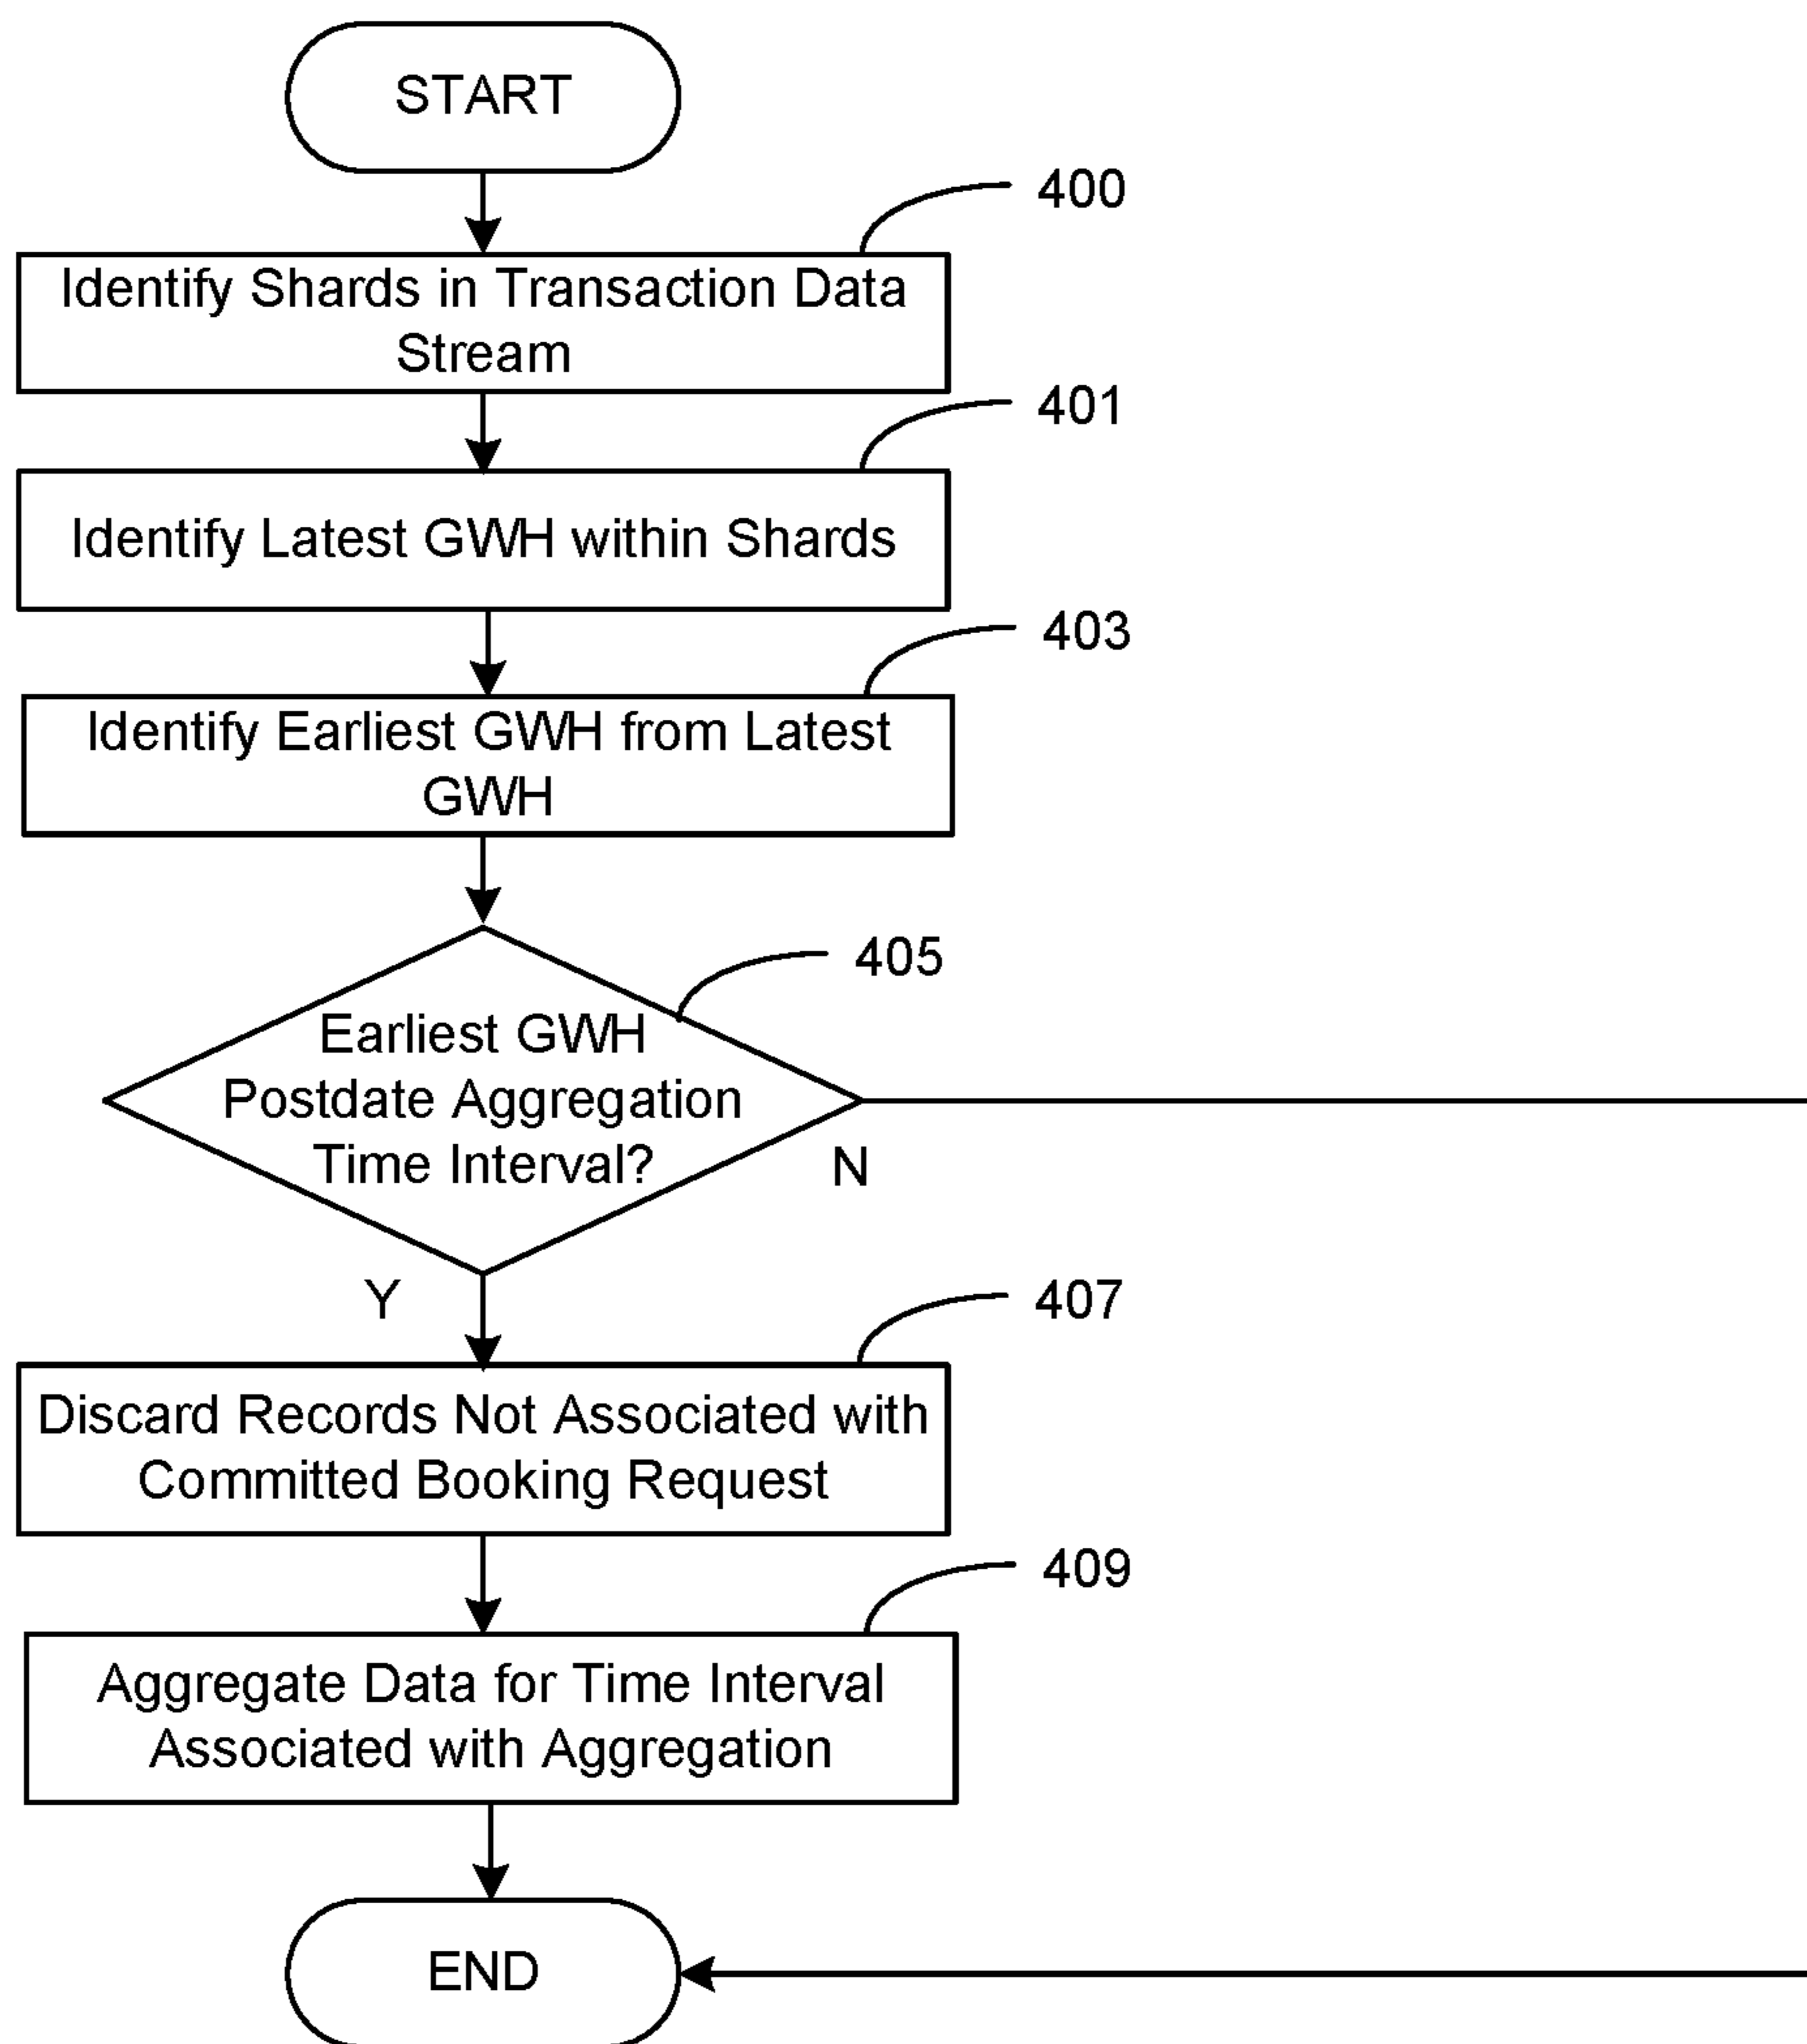 START
400
Identify Shards in Transaction Data
Stream
401
Identify Latest GWH within Shards
403
Identify Earliest GWH from Latest
GWH
405
Earliest GWH
Postdate Aggregation
Time Interval?
N
Y
407
Discard Records Not Associated with
Committed Booking Request
409
Aggregate Data for Time Interval
Associated with Aggregation
END